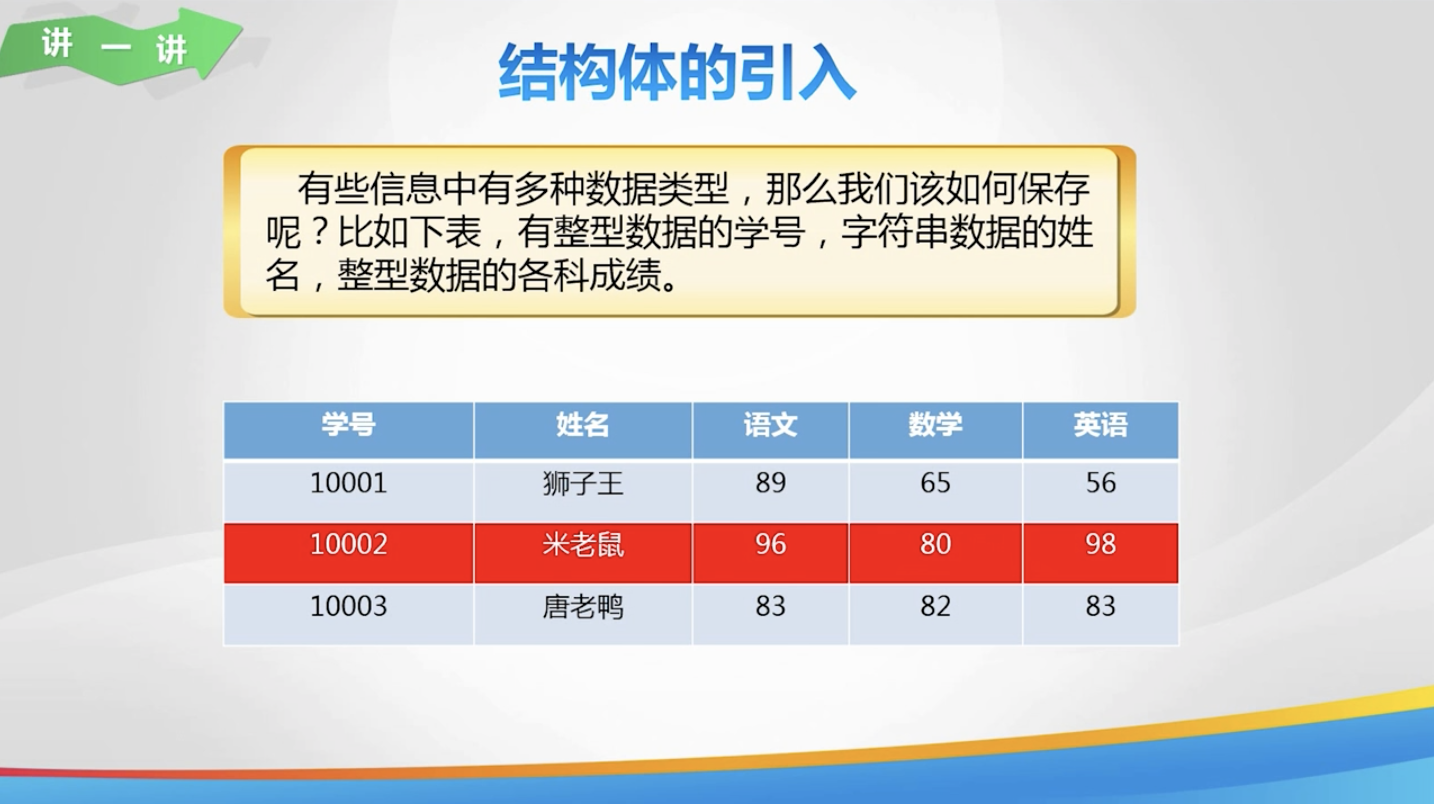 讲一讲
结构体的引入
有些信息中有多种数据类型，那么我们该如何保存
呢？比如下表，有整型数据的学号，字符串数据的姓
名，整型数据的各科成绩。
学号 姓名 语文 数学 英语
10001 狮子王 89 65 56
10002 米老鼠 96 80 98
10003 唐老鸭 83 82 83